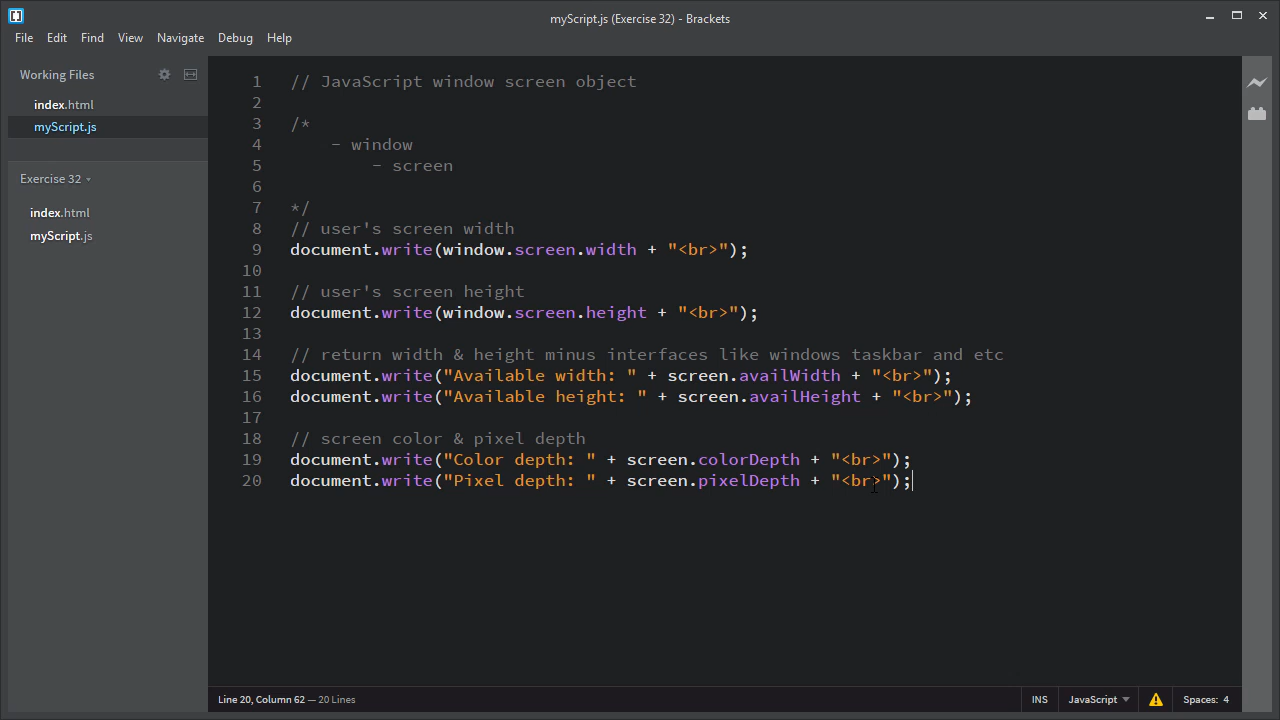 myScript.js (Exercise 32) - Brackets
File Edit Find View Navigate Debug Help
Working Files
index.html
myScript.js
Exercise 32
index.html
myScript.js
1 // JavaScript window screen object
2
3 /*
4 - window
5 - screen
6
7 */
8 // user's screen width
9 document.write(window.screen.width + "<br>");
10
11 // user's screen height
12 document.write(window.screen.height + "<br>");
13
14 // return width & height minus interfaces like windows taskbar and etc
15 document.write("Available width: " + screen.availWidth + "<br>");
16 document.write("Available height: " + screen.availHeight + "<br>");
17
18 // screen color & pixel depth
19 document.write("Color depth: " + screen.colorDepth + "<br>");
20 document.write("Pixel depth: " + screen.pixelDepth + "<br>");
Line 20, Column 62 — 20 Lines
INS JavaScript Spaces: 4